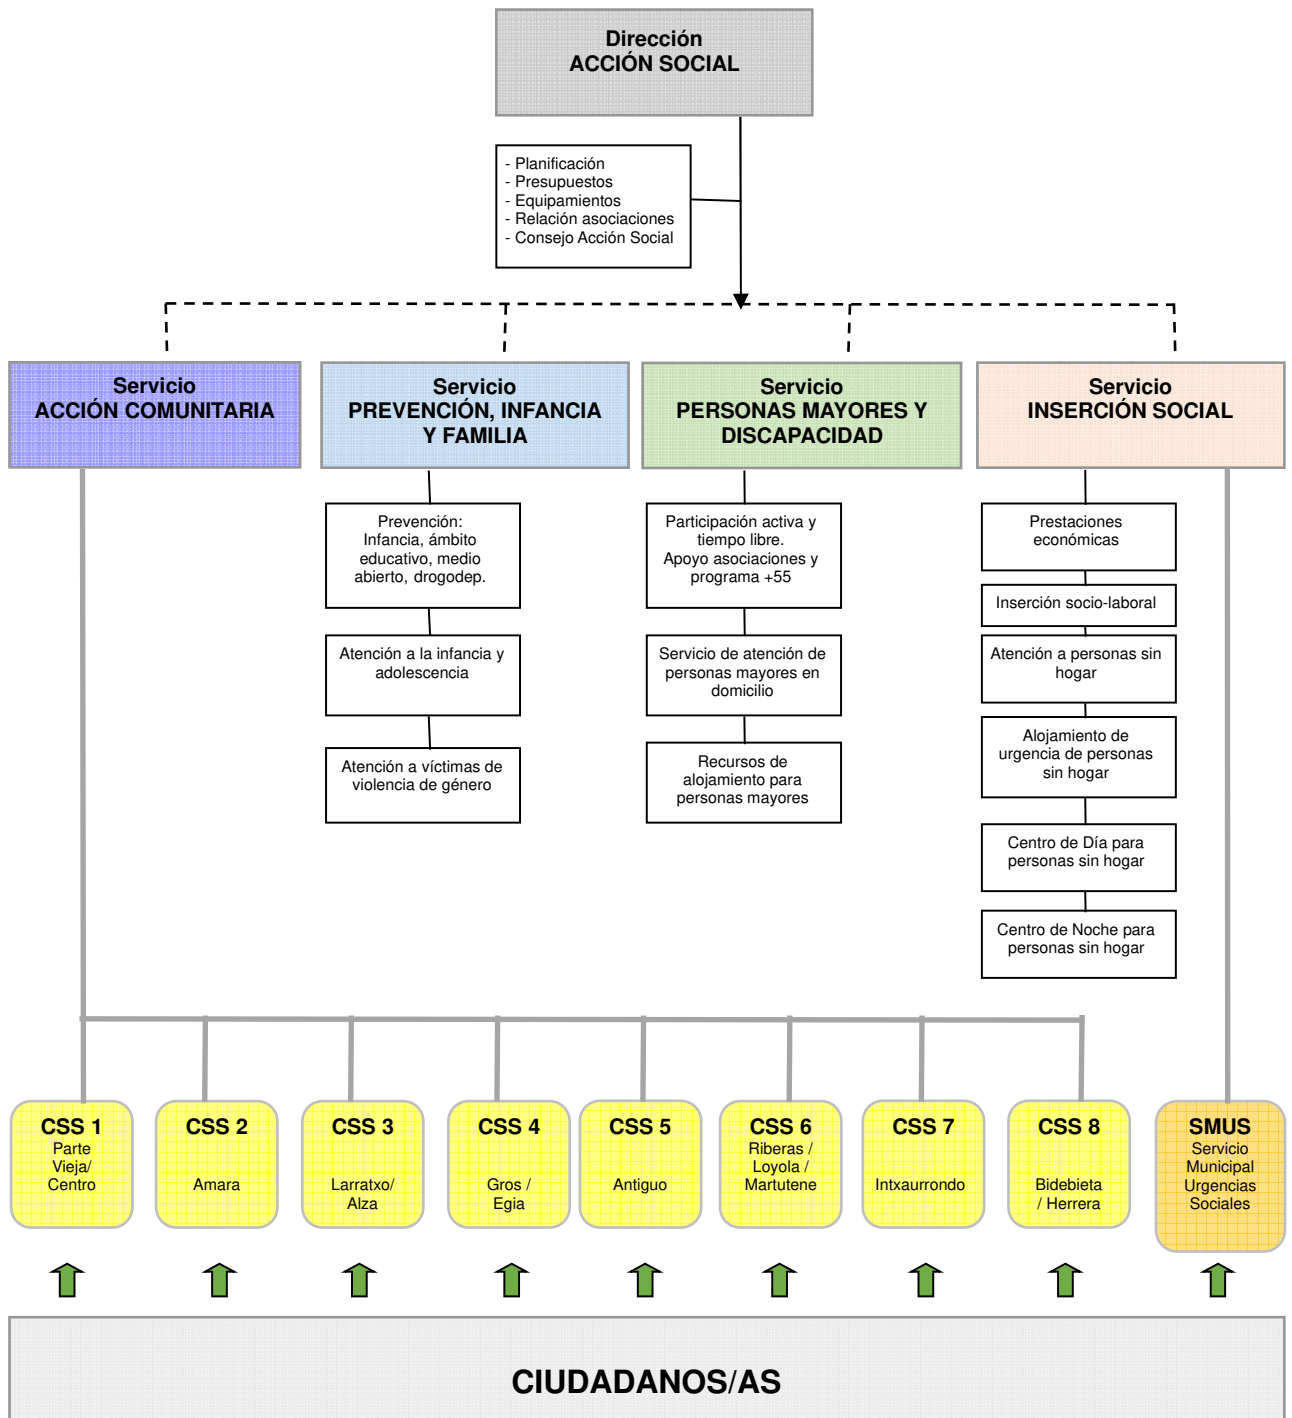 Dirección
ACCIÓN SOCIAL
- Planificación
- Presupuestos
- Equipamientos
- Relación asociaciones
- Consejo Acción Social
Servicio
ACCIÓN COMUNITARIA
Servicio
PREVENCIÓN, INFANCIA
Y FAMILIA
Servicio
PERSONAS MAYORES Y
DISCAPACIDAD
Servicio
INSERCIÓN SOCIAL
Prevención:
Infancia, ámbito
educativo, medio
abierto, drogodep.
Atención a la infancia y
adolescencia
Atención a víctimas de
violencia de género
Participación activa y
tiempo libre.
Apoyo asociaciones y
programa +55
Servicio de atención de
personas mayores en
domicilio
Recursos de
alojamiento para
personas mayores
Prestaciones
económicas
Inserción socio-laboral
Atención a personas sin
hogar
Alojamiento de
urgencia de personas
sin hogar
Centro de Día para
personas sin hogar
Centro de Noche para
personas sin hogar
CSS 1
Parte
Vieja/
Centro
CSS 2
Amara
CSS 3
Larratxo/
Alza
CSS 4
Gros /
Egia
CSS 5
Antiguo
CSS 6
Riberas /
Loyola /
Martutene
CSS 7
Intxaurrondo
CSS 8
Bidebieta
/ Herrera
SMUS
Servicio
Municipal
Urgencias
Sociales
CIUDADANOS/AS